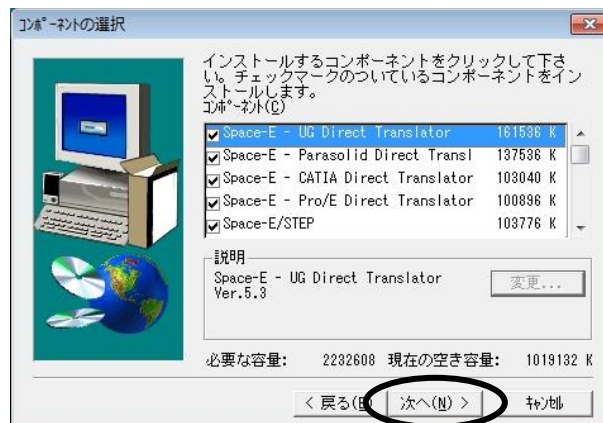 ｺﾝﾎﾟｰﾈﾝﾄの選択
インストールするコンポーネントをクリックして下さ
い。チェックマークのついているコンポーネントをイン
ストールします。
ｺﾝﾎﾟｰﾈﾝﾄ(C)
Space-E - UG Direct Translator 161536 K
Space-E - Parasolid Direct Transl 137536 K
Space-E - CATIA Direct Translator 103040 K
Space-E - Pro/E Direct Translator 100896 K
Space-E/STEP 103776 K
説明
Space-E - UG Direct Translator
Ver.5.3
変更...
必要な容量: 2232608 現在の空き容量: 1019132 K
< 戻る(B) 次へ(N) > ｷｬﾝｾﾙ